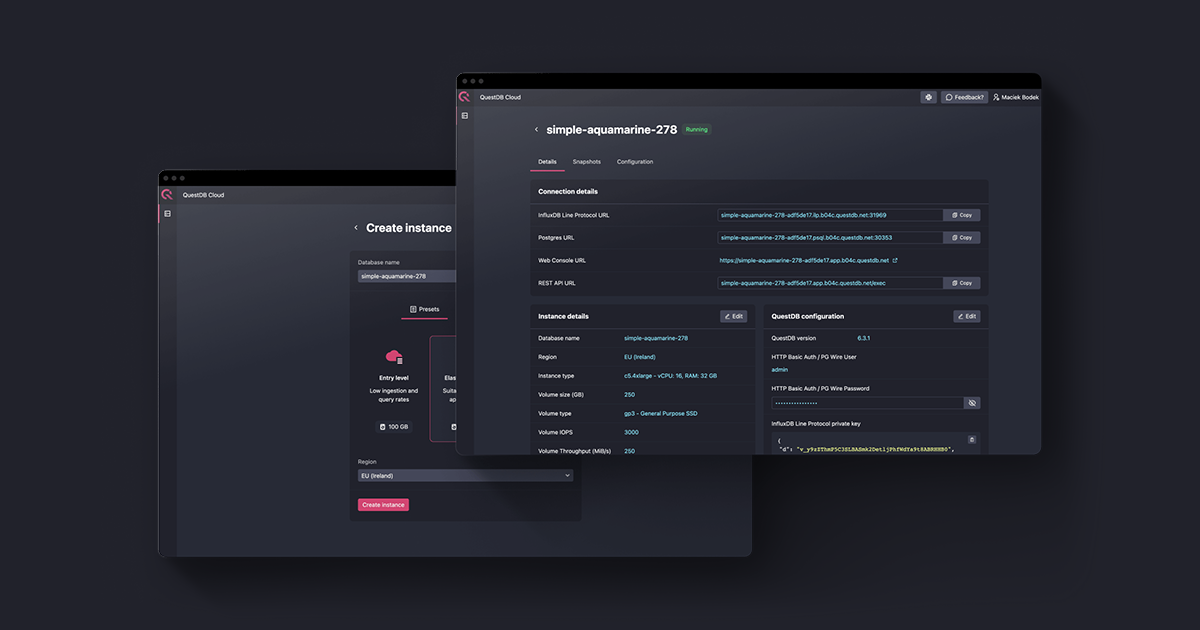 QuestDB Cloud
Feedback?
Maciek Bodek
simple-aquamarine-278
Running
Details
Snapshots
Configuration
Connection details
InfluxDB Line Protocol URL
simple-aquamarine-278-adf5de17.ilp.b04c.questdb.net:31969
Copy
Postgres URL
simple-aquamarine-278-adf5de17.psql.b04c.questdb.net:30353
Copy
Web Console URL
https://simple-aquamarine-278-adf5de17.app.b04c.questdb.net
REST API URL
simple-aquamarine-278-adf5de17.app.b04c.questdb.net/exec
Copy
Instance details
Edit
Database name
simple-aquamarine-278
Region
EU (Ireland)
Instance type
c5.4xlarge - vCPU: 16, RAM: 32 GB
Volume size (GB)
250
Volume type
gp3 - General Purpose SSD
Volume IOPS
3000
Volume Throughput (MiB/s)
250
QuestDB configuration
Edit
QuestDB version
6.3.1
HTTP Basic Auth / PG Wire User
admin
HTTP Basic Auth / PG Wire Password
InfluxDB Line Protocol private key
{
"d":
QuestDB Cloud
Create instance
Database name
simple-aquamarine-278
Presets
Entry level
Low ingestion and
query rates
100 GB
Elas
Suita
ap
Region
EU (Ireland)
Create instance